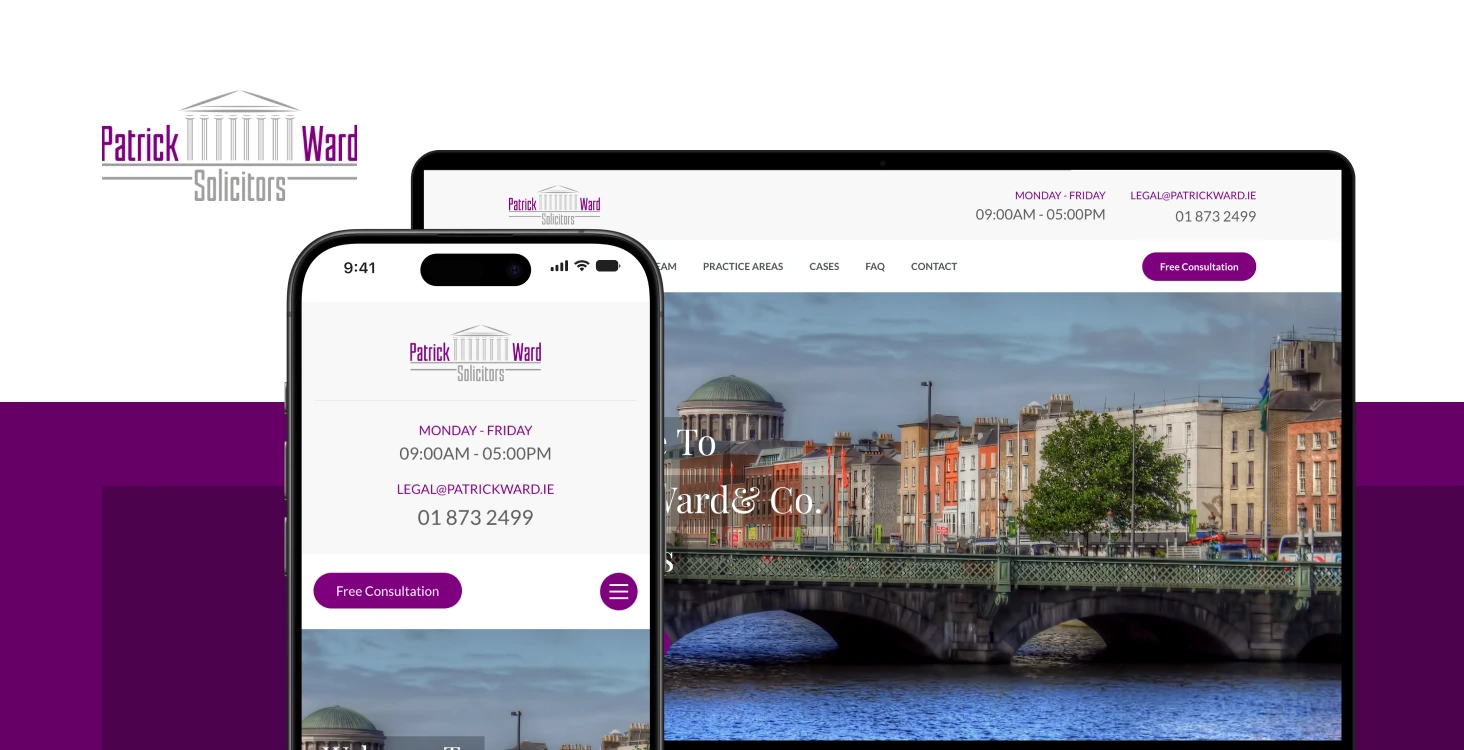 Patrick Ward
Solicitors
Patrick Ward
Solicitors
MONDAY - FRIDAY
09:00AM - 05:00PM
LEGAL@PATRICKWARD.IE
01 873 2499
PRACTICE AREAS
CASES
FAQ
CONTACT
Free Consultation
To
Ward& Co.
9:41
Patrick Ward
Solicitors
MONDAY - FRIDAY
09:00AM - 05:00PM
LEGAL@PATRICKWARD.IE
01 873 2499
Free Consultation